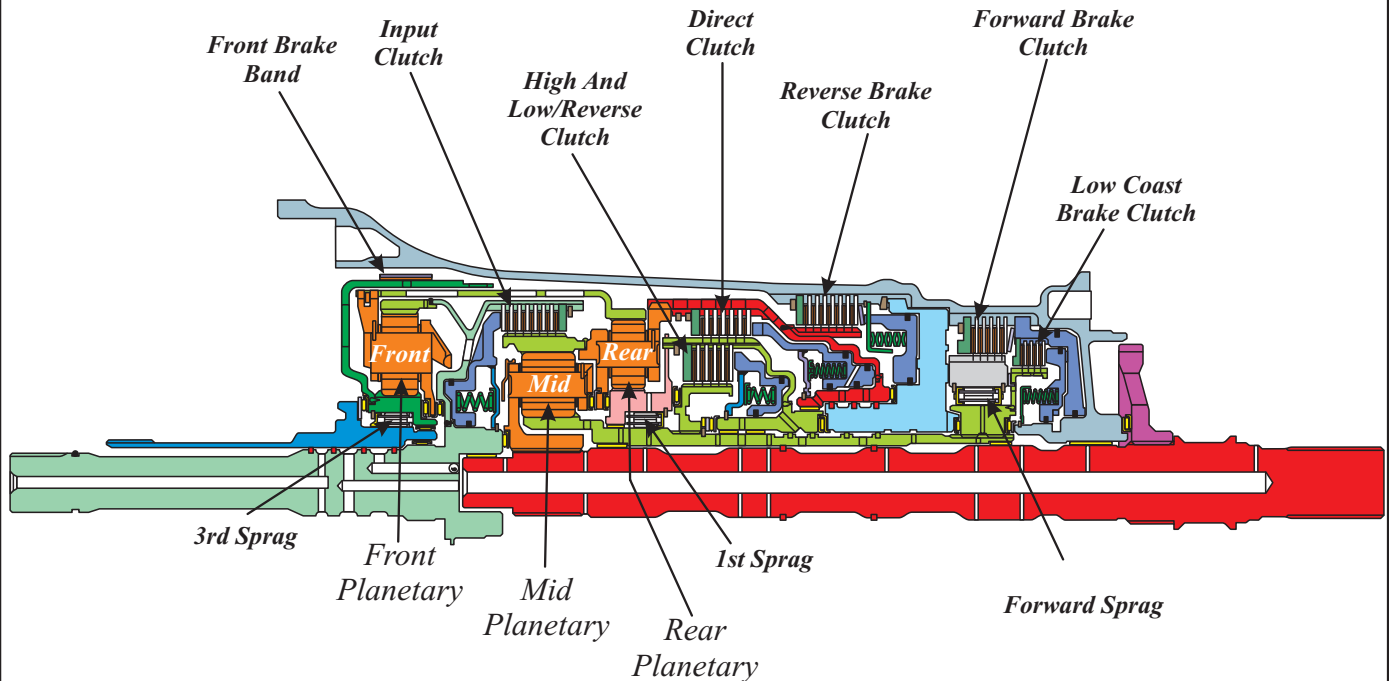 Front Brake
Band
Input
Clutch
High And
Low/Reverse
Clutch
Direct
Clutch
Reverse Brake
Clutch
Forward Brake
Clutch
Low Coast
Brake Clutch
Front
Mid
Rear
3rd Sprag
Front
Planetary
Mid
Planetary
Rear
Planetary
1st Sprag
Forward Sprag